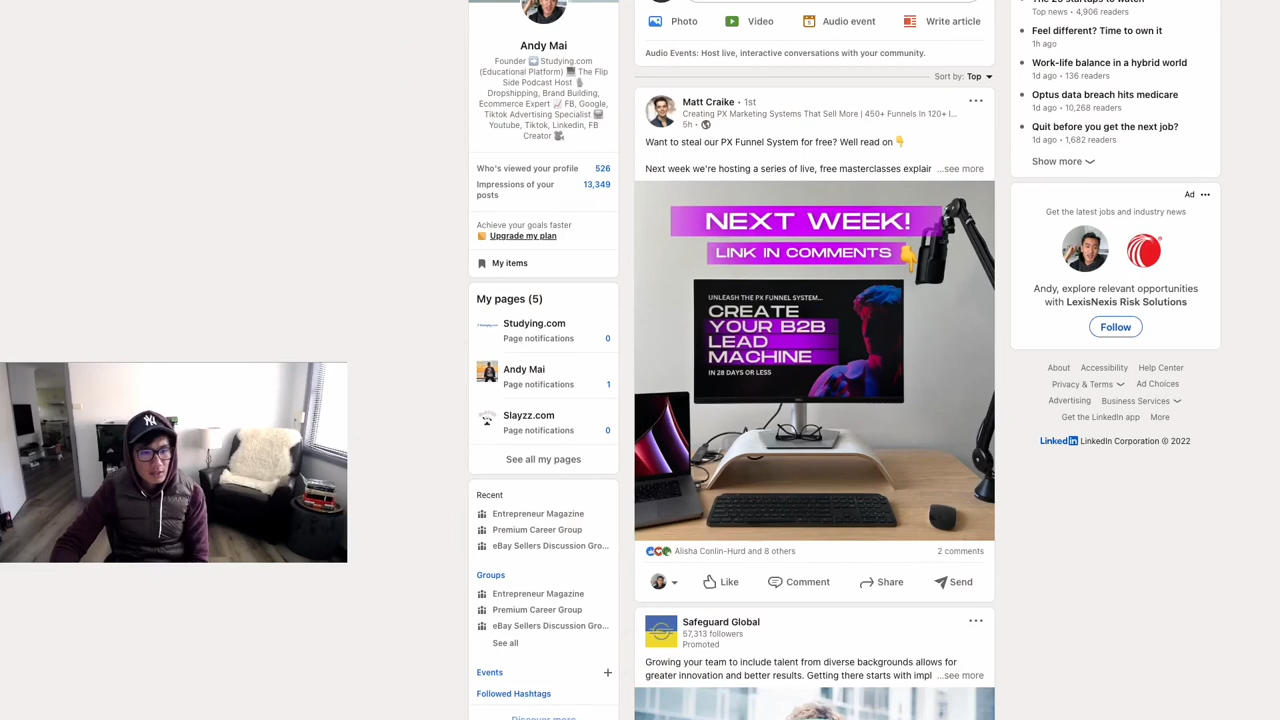 Andy Mai
Founder ➡️ Studying.com
(Educational Platform) 💻 The Flip
Side Podcast Host 🎙️
Dropshipping, Brand Building,
Ecommerce Expert 📈 FB, Google,
Tiktok Advertising Specialist
Youtube, Tiktok, Linkedin, FB
Creator 🎥
Who's viewed your profile 526
Impressions of your 13,349
posts
Achieve your goals faster
Upgrade my plan
My items
My pages (5)
Studying.com
Page notifications 0
Andy Mai
Page notifications 1
Slayzz.com
Page notifications 0
See all my pages
Recent
Entrepreneur Magazine
Premium Career Group
eBay Sellers Discussion Gro...
Groups
Entrepreneur Magazine
Premium Career Group
eBay Sellers Discussion Gro...
See all
Events +
Followed Hashtags
Discover more
Photo Video Audio event Write article
Audio Events: Host live, interactive conversations with your community.
Sort by: Top
Matt Craike • 1st
Creating PX Marketing Systems That Sell More | 450+ Funnels In 120+ I...
5h •
Want to steal our PX Funnel System for free? Well read on 👇
Next week we're hosting a series of live, free masterclasses explair ...see more
NEXT WEEK!
LINK IN COMMENTS 👇
UNLEASH THE PX FUNNEL SYSTEM...
CREATE
YOUR B2B
LEAD
MACHINE
IN 28 DAYS OR LESS
Alisha Conlin-Hurd and 8 others 2 comments
Like Comment Share Send
Safeguard Global
57,313 followers
Promoted
Growing your team to include talent from diverse backgrounds allows for
greater innovation and better results. Getting there starts with impl ...see more
The 25 startups to watch
Top news • 4,906 readers
Feel different? Time to own it
1h ago
Work-life balance in a hybrid world
1d ago • 136 readers
Optus data breach hits medicare
1d ago • 10,268 readers
Quit before you get the next job?
1d ago • 1,682 readers
Show more
Ad •••
Get the latest jobs and industry news
Andy, explore relevant opportunities
with LexisNexis Risk Solutions
Follow
About Accessibility Help Center
Privacy & Terms Ad Choices
Advertising Business Services
Get the LinkedIn app More
LinkedIn LinkedIn Corporation © 2022